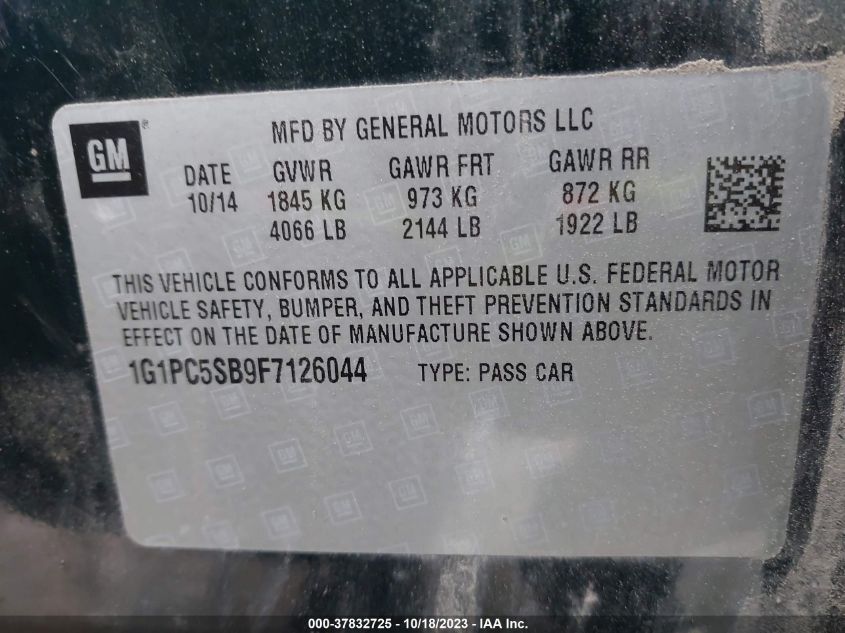 GM
MFD BY GENERAL MOTORS LLC
DATE GVWR GAWR FRT GAWR RR
10/14 1845 KG 973 KG 872 KG
4066 LB 2144 LB 1922 LB
THIS VEHICLE CONFORMS TO ALL APPLICABLE U.S. FEDERAL MOTOR
VEHICLE SAFETY, BUMPER, AND THEFT PREVENTION STANDARDS IN
EFFECT ON THE DATE OF MANUFACTURE SHOWN ABOVE.
1G1PC5SB9F7126044 TYPE: PASS CAR
000-37832725 | 10/18/2023 | - IAA Inc.